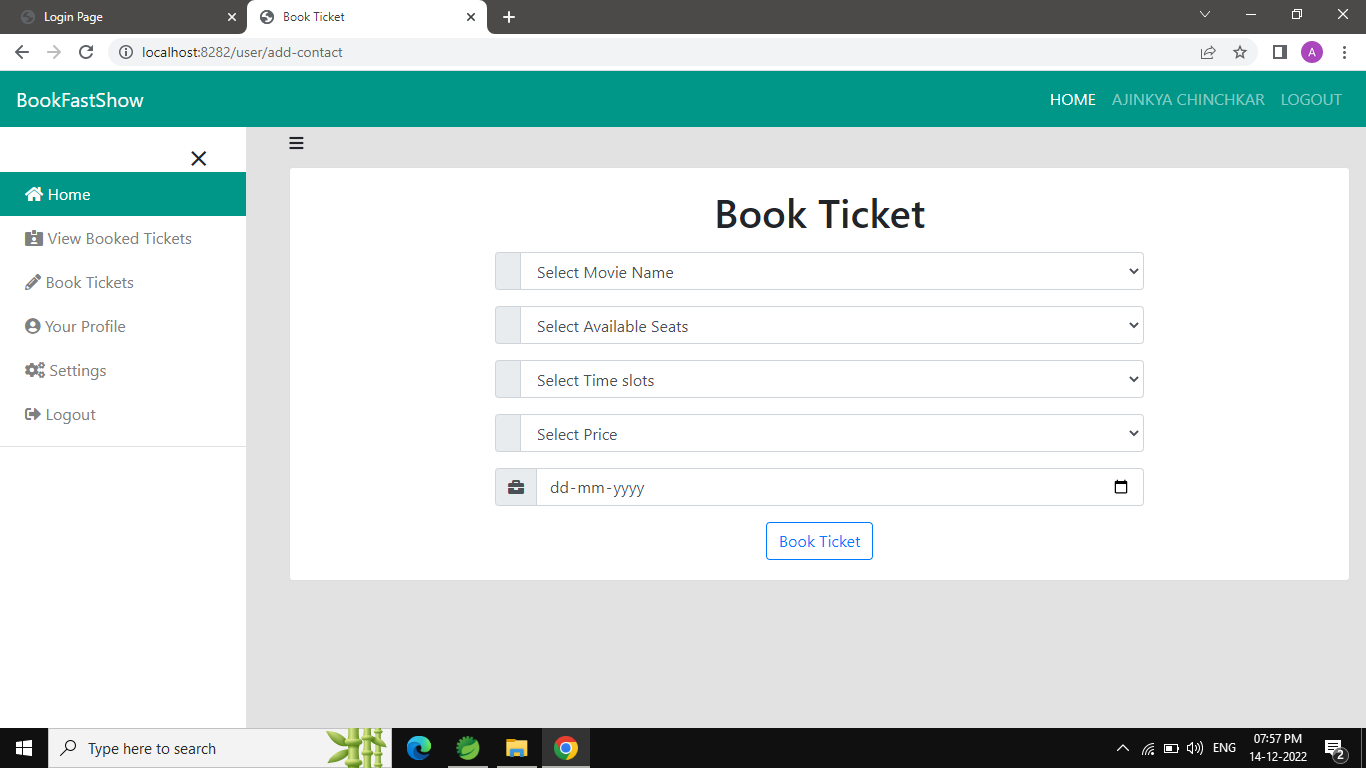 Login Page
Book Ticket
localhost:8282/user/add-contact
A
BookFastShow
HOME AJINKYA CHINCHKAR LOGOUT
Home
View Booked Tickets
Book Tickets
Your Profile
Settings
Logout
Book Ticket
Select Movie Name
Select Available Seats
Select Time slots
Select Price
dd-mm-yyyy
Book Ticket
Type here to search
ENG
07:57 PM
14-12-2022
2